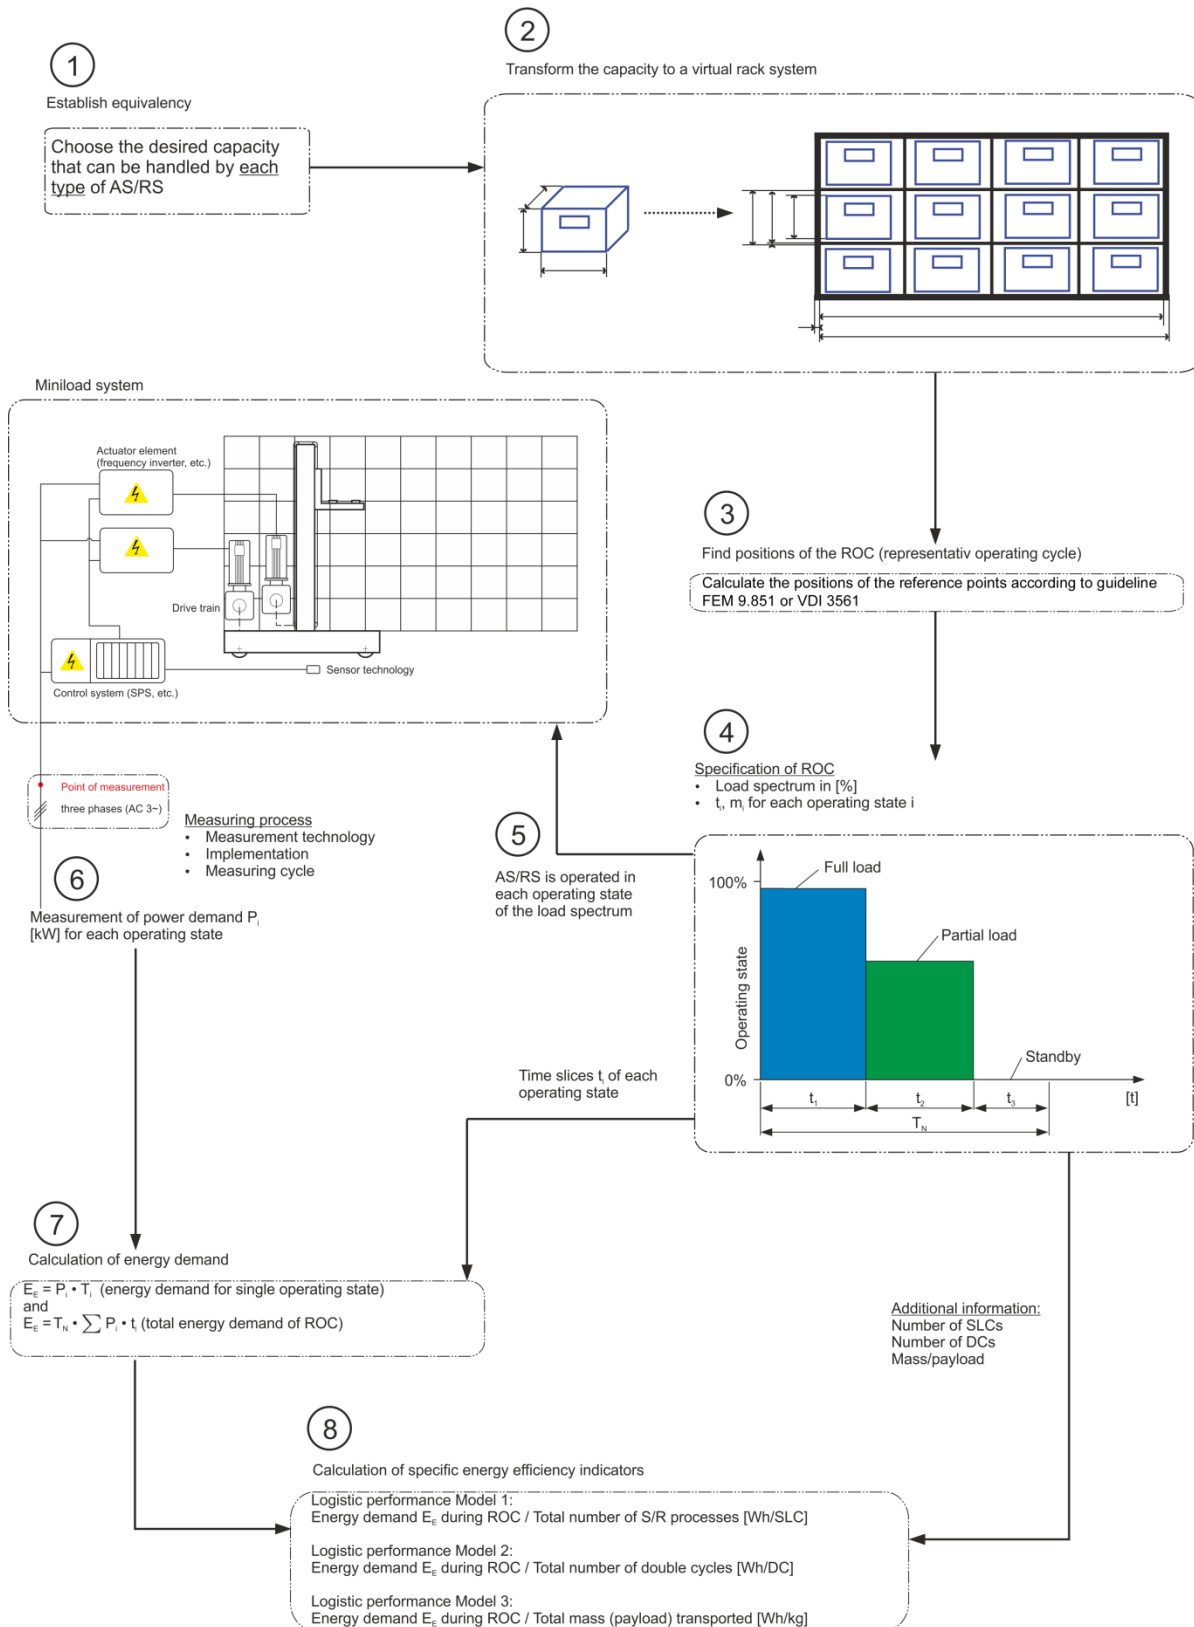 1
Establish equivalency
Choose the desired capacity
that can be handled by each
type of AS/RS
2
Transform the capacity to a virtual rack system
Miniload system
Actuator element
(frequency inverter, etc.)
Drive train
Sensor technology
Control system (SPS, etc.)
3
Find positions of the ROC (representativ operating cycle)
Calculate the positions of the reference points according to guideline
FEM 9.851 or VDI 3561
4
Specification of ROC
• Load spectrum in [%]
• tᵢ, mᵢ for each operating state i
Point of measurement
three phases (AC 3~)
Measuring process
• Measurement technology
• Implementation
• Measuring cycle
5
AS/RS is operated in
each operating state
of the load spectrum
6
Measurement of power demand Pᵢ
[kW] for each operating state
Operating state
100%
0%
Full load
Partial load
Standby
t₁
t₂
t₃
[t]
T_N
Time slices tᵢ of each
operating state
7
Calculation of energy demand
E_E = Pᵢ • Tᵢ (energy demand for single operating state)
and
E_E = T_N • ∑ Pᵢ • tᵢ (total energy demand of ROC)
Additional information:
Number of SLCs
Number of DCs
Mass/payload
8
Calculation of specific energy efficiency indicators
Logistic performance Model 1:
Energy demand E_E during ROC / Total number of S/R processes [Wh/SLC]
Logistic performance Model 2:
Energy demand E_E during ROC / Total number of double cycles [Wh/DC]
Logistic performance Model 3:
Energy demand E_E during ROC / Total mass (payload) transported [Wh/kg]